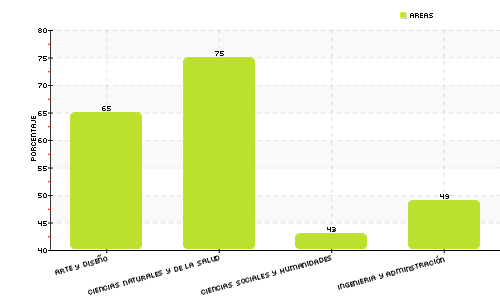 AREAS
PORCENTAJE
80
75
70
65
60
55
50
45
40
65
75
43
49
ARTE Y DISEÑO
CIENCIAS NATURALES Y DE LA SALUD
CIENCIAS SOCIALES Y HUMANIDADES
INGENIERIA Y ADMINSTRACIÓN